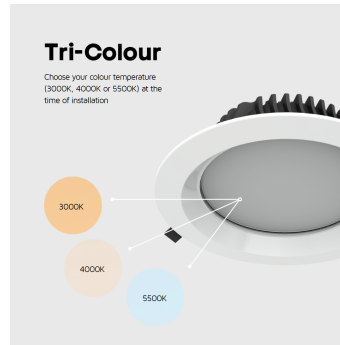 Tri-Colour
Choose your colour temperature
(3000K, 4000K or 5500K) at the
time of installation
3000K
4000K
5500K